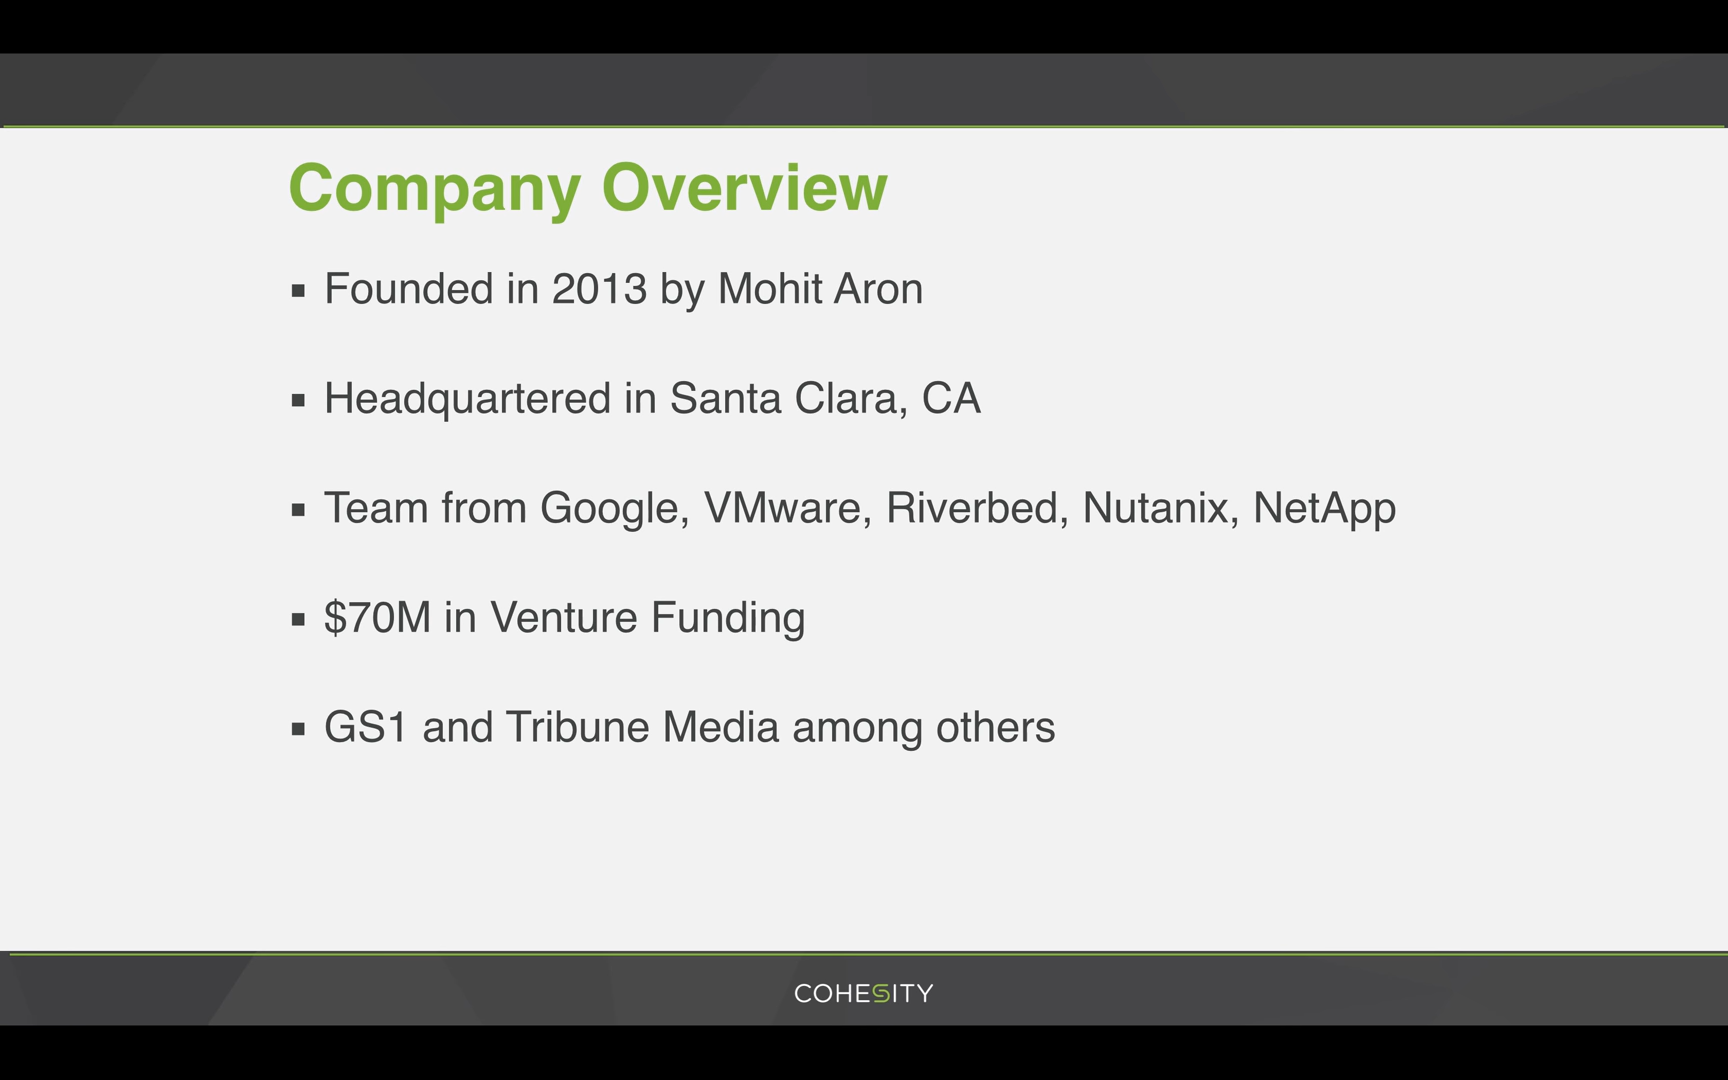 Company Overview
▪ Founded in 2013 by Mohit Aron
▪ Headquartered in Santa Clara, CA
▪ Team from Google, VMware, Riverbed, Nutanix, NetApp
▪ $70M in Venture Funding
▪ GS1 and Tribune Media among others
COHESITY